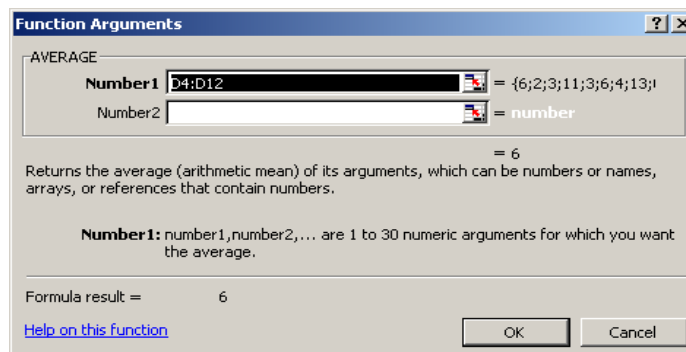 Function Arguments
AVERAGE
Number1 D4:D12 = {6;2;3;11;3;6;4;13;
Number2 = number
= 6
Returns the average (arithmetic mean) of its arguments, which can be numbers or names,
arrays, or references that contain numbers.
Number1: number1,number2,... are 1 to 30 numeric arguments for which you want
the average.
Formula result = 6
Help on this function
OK Cancel